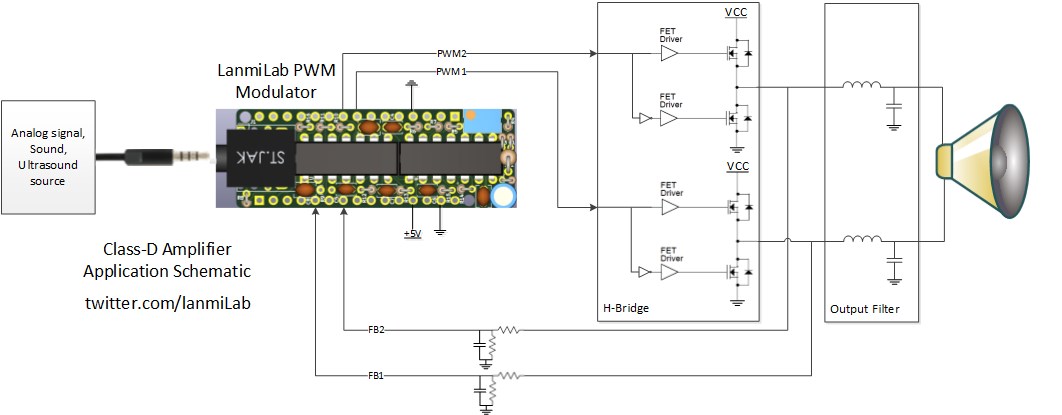 VCC
FET
Driver
PWM2
LanmiLab PWM
Modulator
PWM1
FET
Driver
Analog signal,
Sound,
Ultrasound
source
ST.JAK
VCC
FET
Driver
+5V
Class-D Amplifier
Application Schematic
FET
Driver
twitter.com/lanmiLab
H-Bridge
Output Filter
FB2
FB1